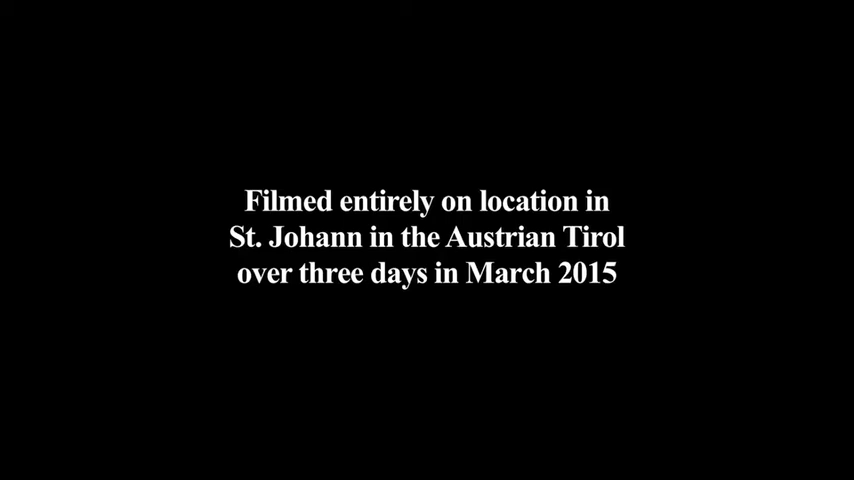 Filmed entirely on location in
St. Johann in the Austrian Tirol
over three days in March 2015